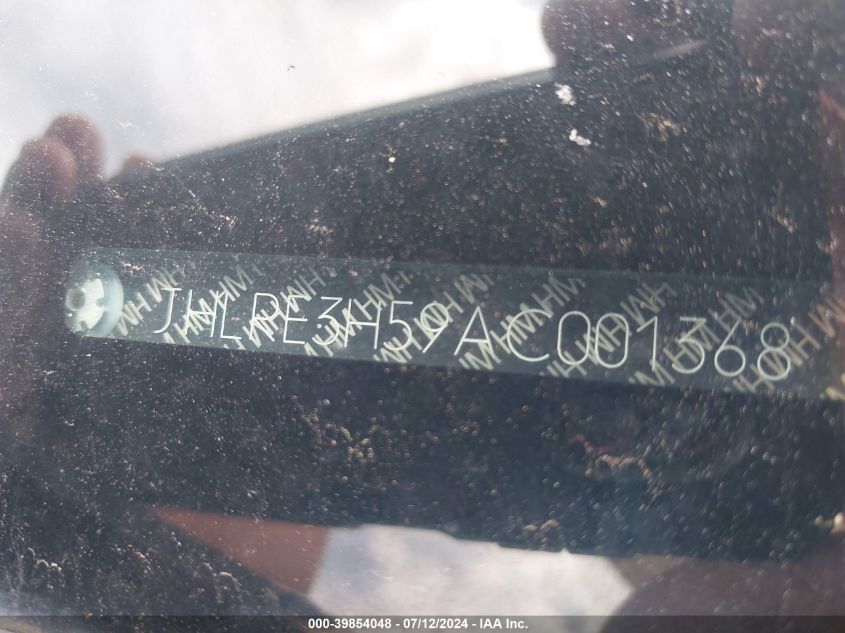 JHLRE3H59AC001368
000-39854048 - 07/12/2024 - IAA Inc.